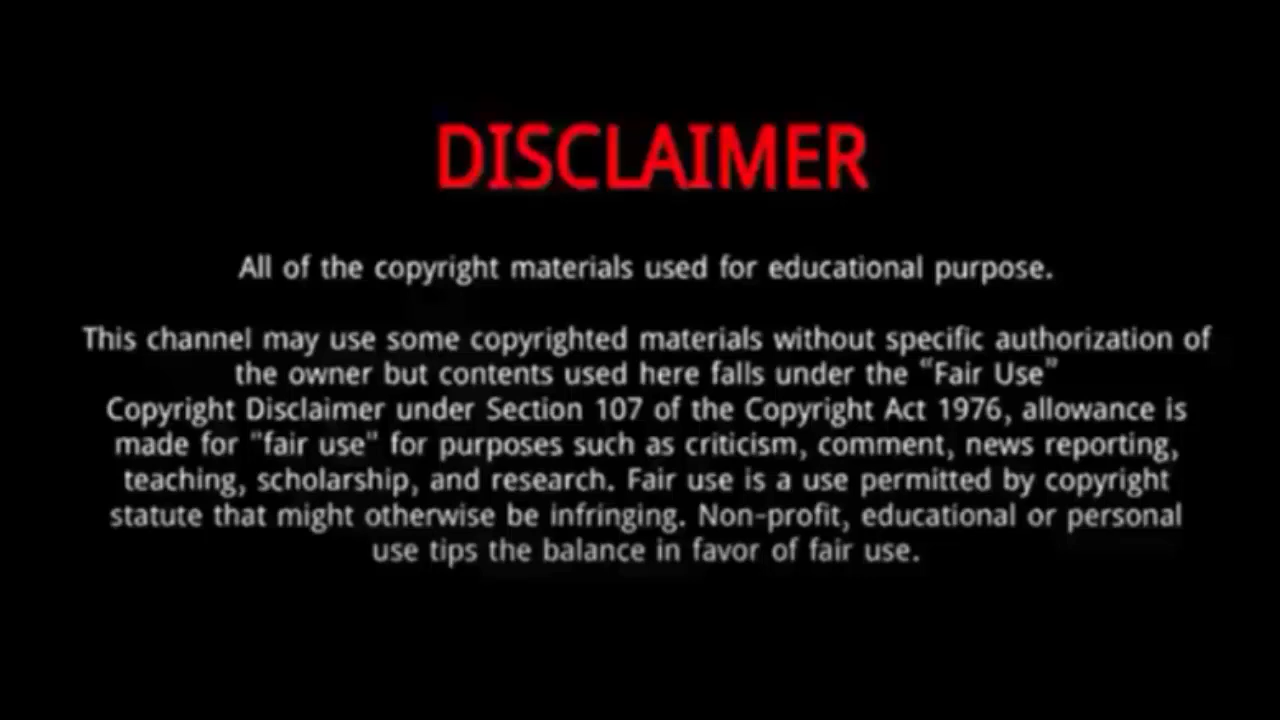 DISCLAIMER
All of the copyright materials used for educational purpose.
This channel may use some copyrighted materials without specific authorization of
the owner but contents used here falls under the “Fair Use”
Copyright Disclaimer under Section 107 of the Copyright Act 1976, allowance is
made for "fair use" for purposes such as criticism, comment, news reporting,
teaching, scholarship, and research. Fair use is a use permitted by copyright
statute that might otherwise be infringing. Non-profit, educational or personal
use tips the balance in favor of fair use.